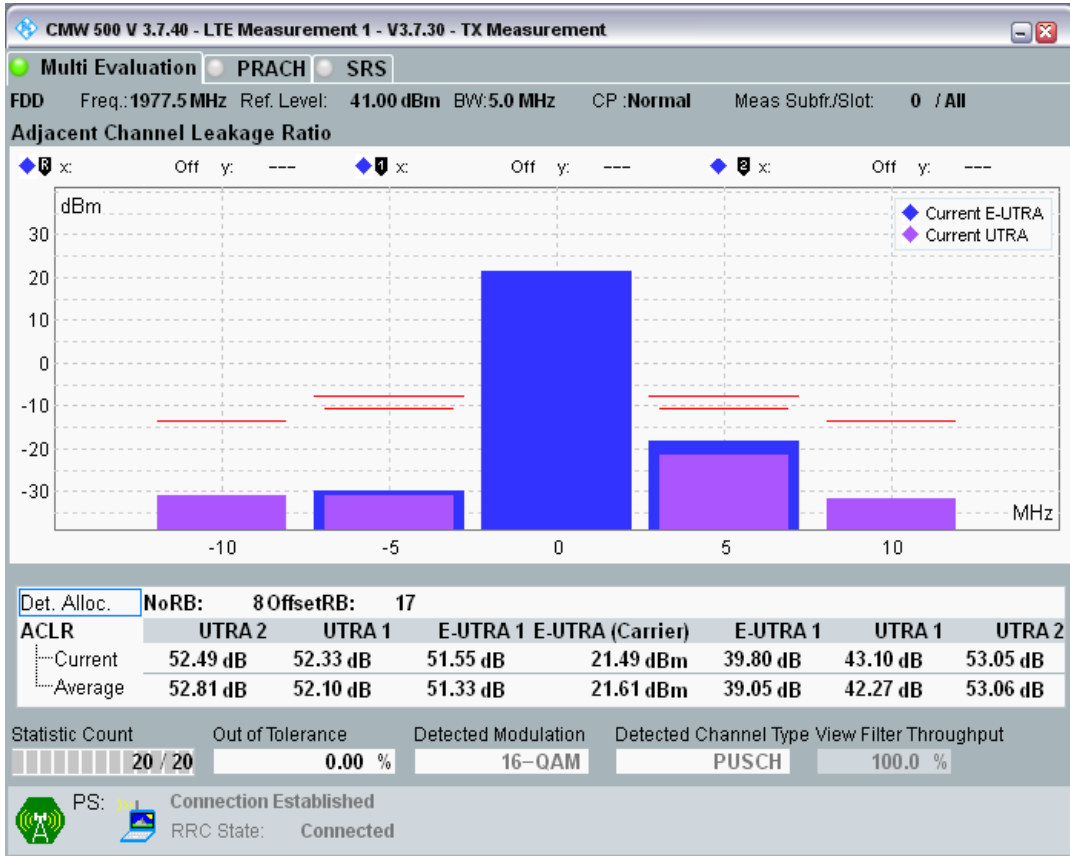 CMW 500 V 3.7.40 - LTE Measurement 1 - V3.7.30 - TX Measurement
Multi Evaluation PRACH SRS
FDD Freq.:1977.5 MHz Ref. Level: 41.00 dBm BW:5.0 MHz CP :Normal Meas Subfr./Slot: 0 / All
Adjacent Channel Leakage Ratio
R x: Off y: --- 1 x: Off y: --- 2 x: Off y: ---
dBm
Current E-UTRA
Current UTRA
30
20
10
0
-10
-20
-30
MHz
-10 -5 0 5 10
Det. Alloc. NoRB: 8 OffsetRB: 17
ACLR UTRA 2 UTRA 1 E-UTRA 1 E-UTRA (Carrier) E-UTRA 1 UTRA 1 UTRA 2
Current 52.49 dB 52.33 dB 51.55 dB 21.49 dBm 39.80 dB 43.10 dB 53.05 dB
Average 52.81 dB 52.10 dB 51.33 dB 21.61 dBm 39.05 dB 42.27 dB 53.06 dB
Statistic Count Out of Tolerance Detected Modulation Detected Channel Type View Filter Throughput
20 / 20 0.00 % 16-QAM PUSCH 100.0 %
PS: Connection Established
RRC State: Connected